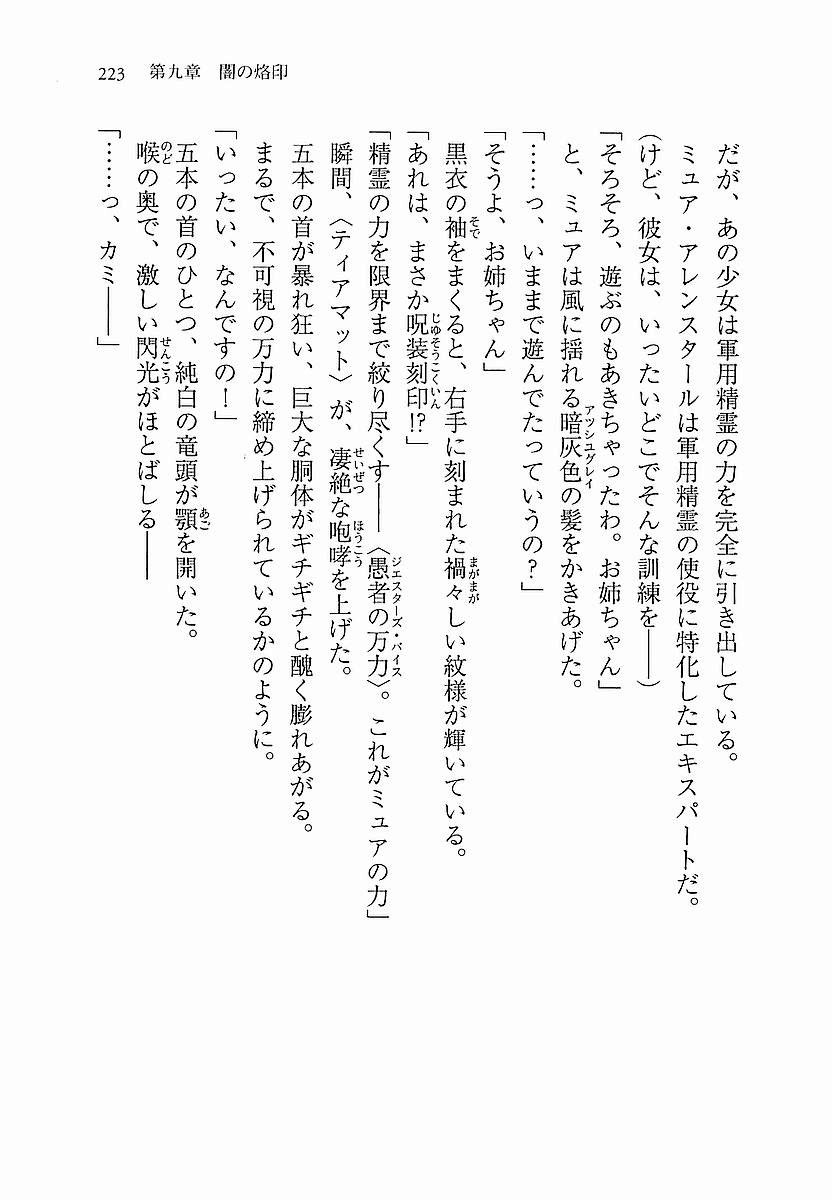 223 第九章 闇の烙印
だが、あの少女は軍用精霊の力を完全に引き出している。
ミュア・アレンスタールは軍用精霊の使役に特化したエキスパートだ。
(けど、彼女は、いったいどこでそんな訓練を――)
「そろそろ、遊ぶのもあきちゃったわ。お姉ちゃん」
と、ミュアは風に揺れる暗灰色の髪をかきあげた。
「……っ、いままで遊んでたっていうの?」
「そうよ、お姉ちゃん」
黒衣の袖をまくると、右手に刻まれた禍々しい紋様が輝いている。
「あれは、まさか呪装刻印!?」
「精霊の力を限界まで絞り尽くす――〈愚者の万力〉。これがミュアの力」
瞬間、〈ティアマット〉が、凄絶な咆哮を上げた。
五本の首が暴れ狂い、巨大な胴体がギチギチと醜く膨れあがる。
まるで、不可視の万力に締め上げられているかのように。
「いったい、なんですの!」
五本の首のひとつ、純白の竜頭が顎を開いた。
喉の奥で、激しい閃光がほとばしる――
「……っ、カミ――」